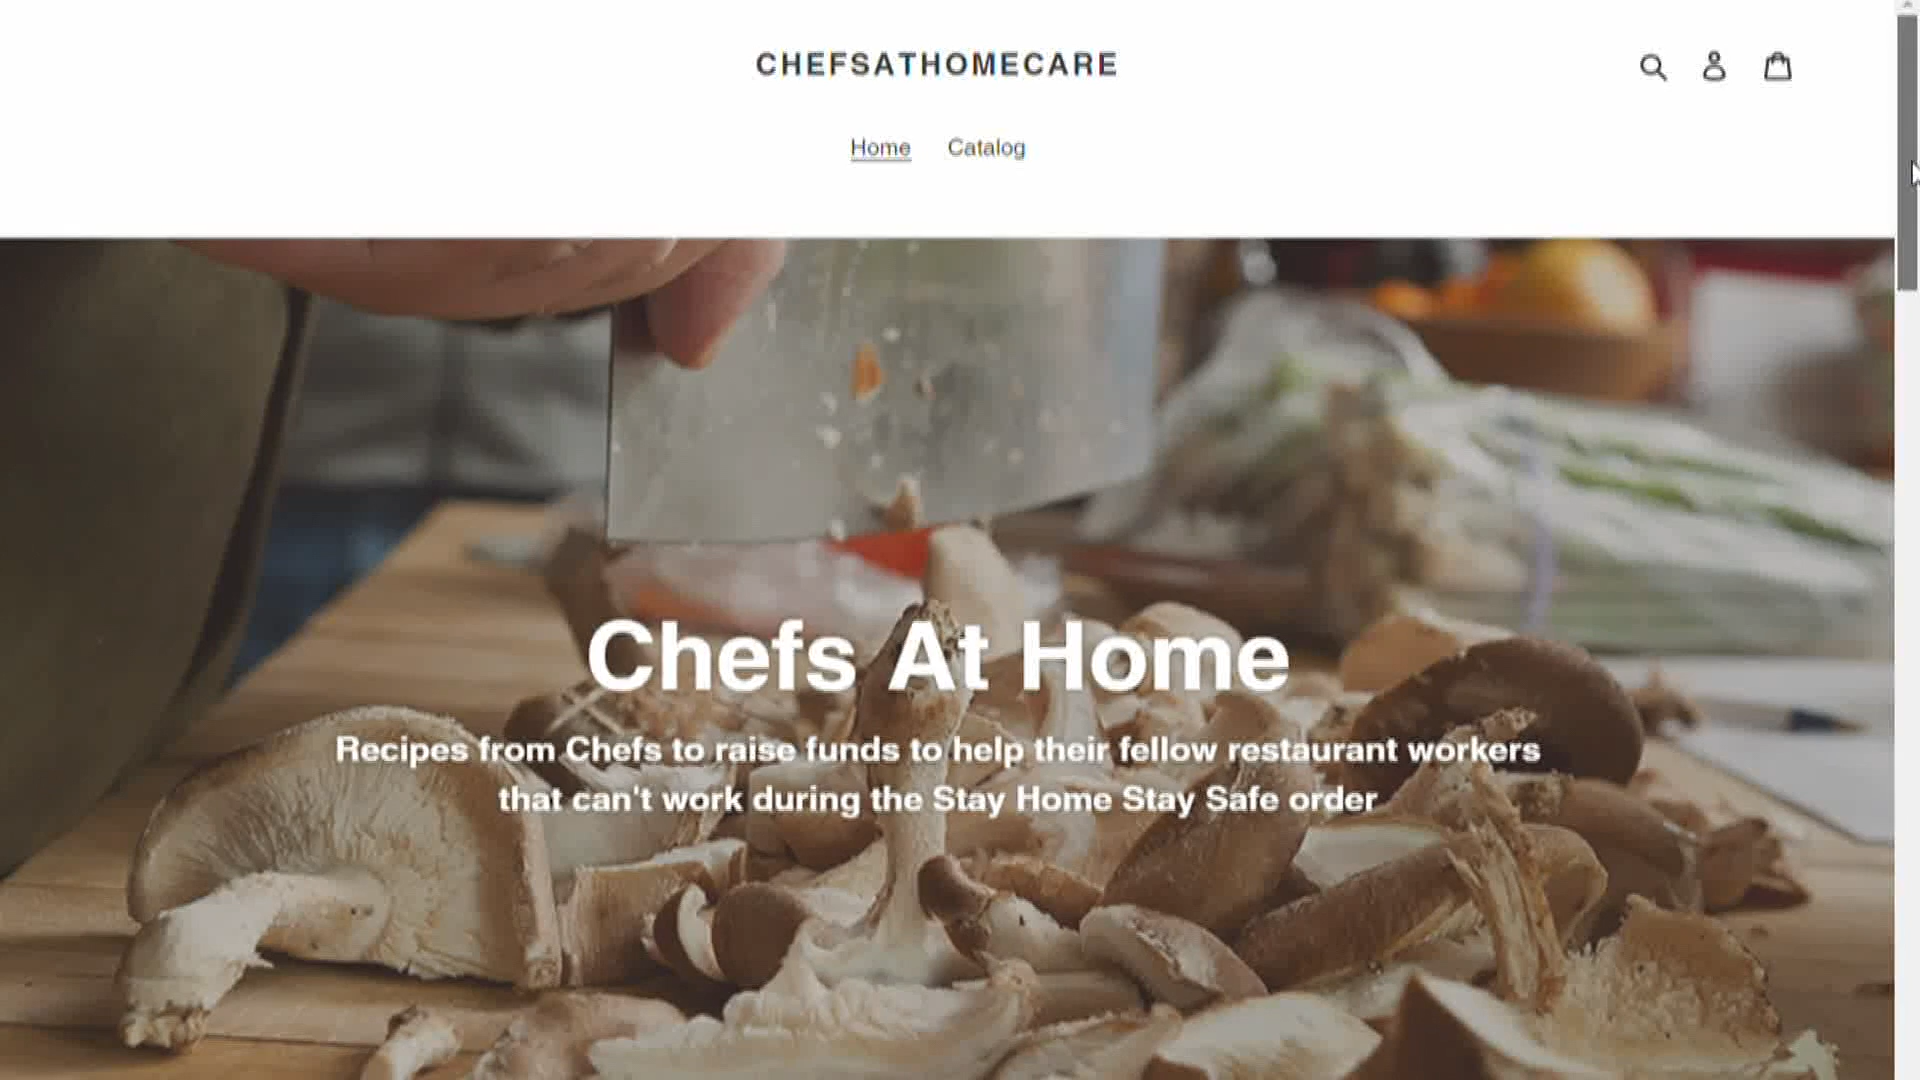 CHEFSATHOMECARE
Home Catalog
Chefs At Home
Recipes from Chefs to raise funds to help their fellow restaurant workers
that can't work during the Stay Home Stay Safe order